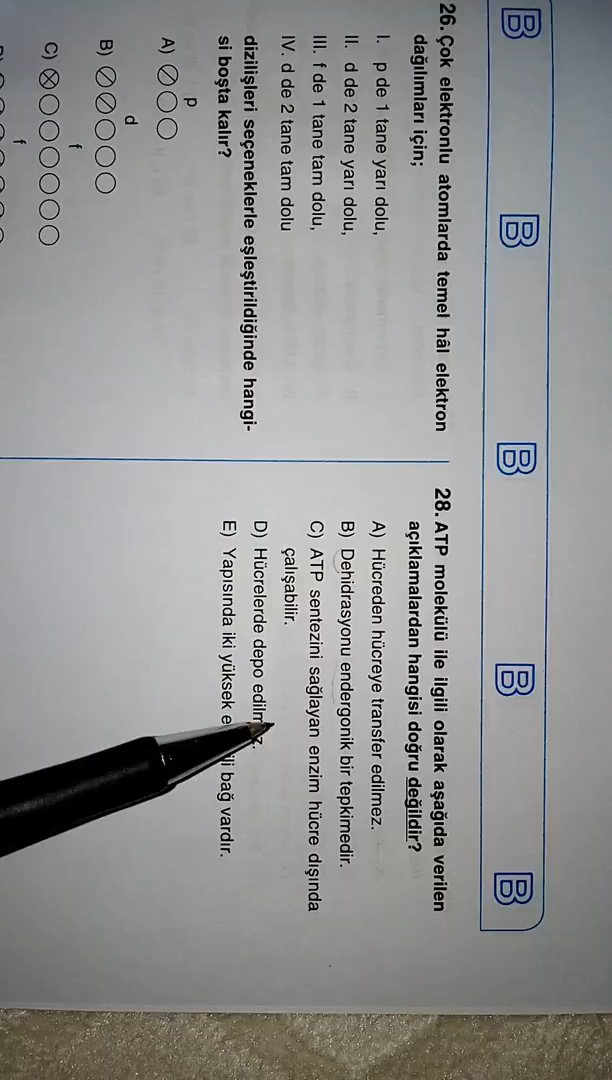 B B B B B
26. Çok elektronlu atomlarda temel hâl elektron
dağılımları için;
I. p de 1 tane yarı dolu,
II. d de 2 tane yarı dolu,
III. f de 1 tane tam dolu,
IV. d de 2 tane tam dolu
dizilişleri seçeneklerle eşleştirildiğinde hangi-
si boşta kalır?
p
A)
d
B)
f
C)
f
28. ATP molekülü ile ilgili olarak aşağıda verilen
açıklamalardan hangisi doğru değildir?
A) Hücreden hücreye transfer edilmez.
B) Dehidrasyonu endergonik bir tepkimedir.
C) ATP sentezini sağlayan enzim hücre dışında
çalışabilir.
D) Hücrelerde depo edilmez.
E) Yapısında iki yüksek bağ vardır.